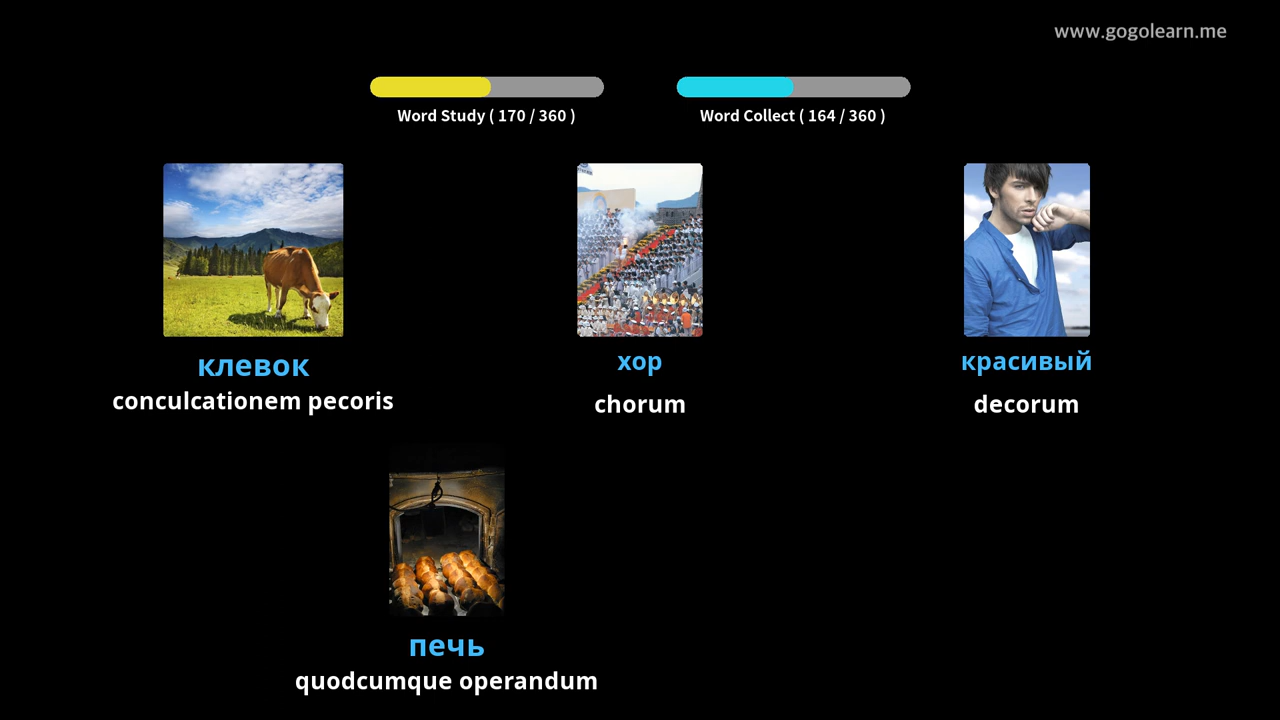 www.gogolearn.me
Word Study ( 170 / 360 )
Word Collect ( 164 / 360 )
клевок
conculcationem pecoris
хор
chorum
красивый
decorum
печь
quodcumque operandum